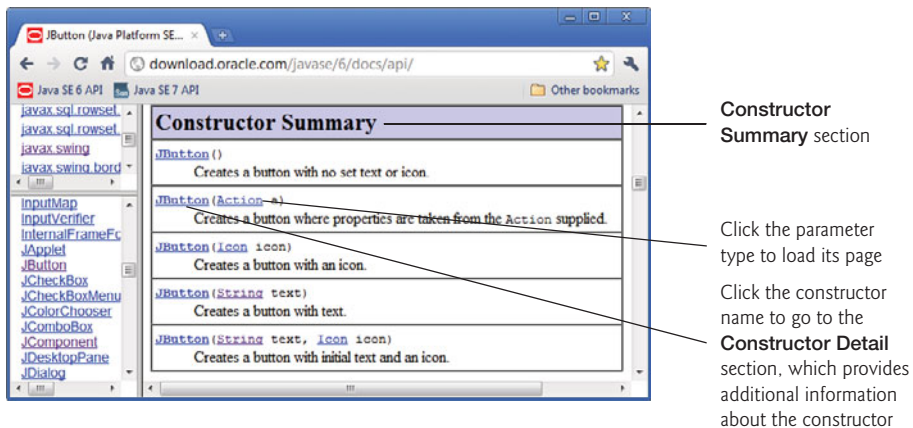 JButton (Java Platform SE...
download.oracle.com/javase/6/docs/api/
Java SE 6 API
Java SE 7 API
Other bookmarks
javax.sql.rowset.
javax.sql.rowset.
javax.swing
javax.swing.bord
InputMap
InputVerifier
InternalFrameFc
JApplet
JButton
JCheckBox
JCheckBoxMenu
JColorChooser
JComboBox
JComponent
JDesktopPane
JDialog
Constructor Summary
JButton()
Creates a button with no set text or icon.
JButton(Action a)
Creates a button where properties are taken from the Action supplied.
JButton(Icon icon)
Creates a button with an icon.
JButton(String text)
Creates a button with text.
JButton(String text, Icon icon)
Creates a button with initial text and an icon.
Constructor
Summary section
Click the parameter
type to load its page
Click the constructor
name to go to the
Constructor Detail
section, which provides
additional information
about the constructor